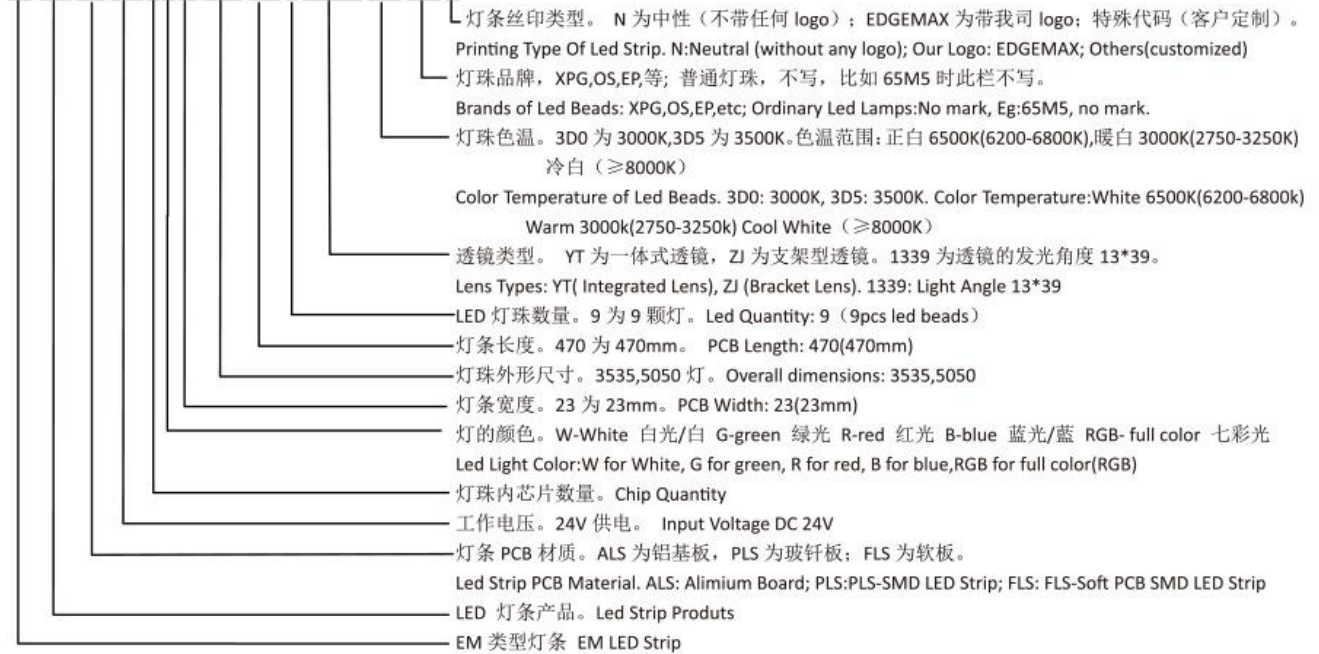 灯条丝印类型。 N 为中性（不带任何 logo）；EDGEMAX 为带我司 logo；特殊代码（客户定制）。
Printing Type Of Led Strip. N:Neutral (without any logo); Our Logo: EDGEMAX; Others(customized)
灯珠品牌，XPG,OS,EP,等; 普通灯珠，不写，比如 65M5 时此栏不写。
Brands of Led Beads: XPG,OS,EP,etc; Ordinary Led Lamps:No mark, Eg:65M5, no mark.
灯珠色温。3D0 为 3000K,3D5 为 3500K。色温范围：正白 6500K(6200-6800K),暖白 3000K(2750-3250K)
冷白（≥8000K）
Color Temperature of Led Beads. 3D0: 3000K, 3D5: 3500K. Color Temperature:White 6500K(6200-6800k)
Warm 3000k(2750-3250k) Cool White（≥8000K）
透镜类型。 YT 为一体式透镜，ZJ 为支架型透镜。1339 为透镜的发光角度 13*39。
Lens Types: YT( Integrated Lens), ZJ (Bracket Lens). 1339: Light Angle 13*39
LED 灯珠数量。9 为 9 颗灯。Led Quantity: 9（9pcs led beads）
灯条长度。470 为 470mm。 PCB Length: 470(470mm)
灯珠外形尺寸。3535,5050 灯。Overall dimensions: 3535,5050
灯条宽度。23 为 23mm。PCB Width: 23(23mm)
灯的颜色。W-White 白光/白 G-green 绿光 R-red 红光 B-blue 蓝光/藍 RGB- full color 七彩光
Led Light Color:W for White, G for green, R for red, B for blue,RGB for full color(RGB)
灯珠内芯片数量。Chip Quantity
工作电压。24V 供电。 Input Voltage DC 24V
灯条 PCB 材质。ALS 为铝基板，PLS 为玻钎板；FLS 为软板。
Led Strip PCB Material. ALS: Alimium Board; PLS:PLS-SMD LED Strip; FLS: FLS-Soft PCB SMD LED Strip
LED 灯条产品。Led Strip Produts
EM 类型灯条 EM LED Strip